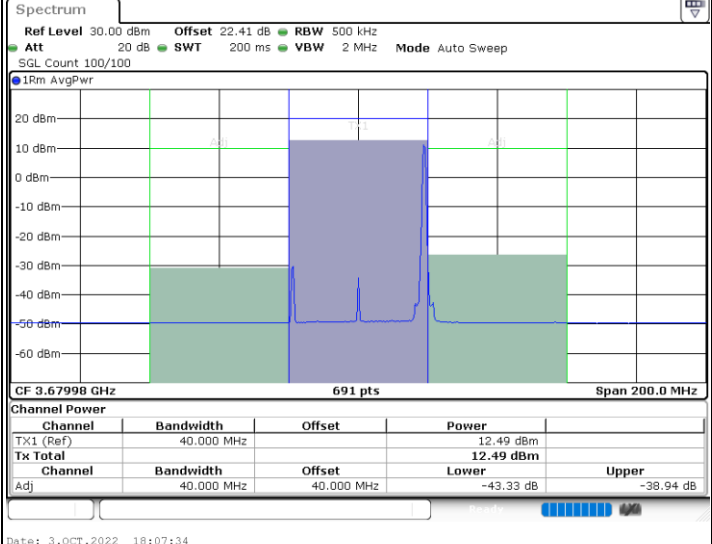 Spectrum
Ref Level 30.00 dBm Offset 22.41 dB RBW 500 kHz
Att 20 dB SWT 200 ms VBW 2 MHz Mode Auto Sweep
SGL Count 100/100
1Rm AvgPwr
20 dBm
TX1
10 dBm
Adj
Adj
0 dBm
-10 dBm
-20 dBm
-30 dBm
-40 dBm
-50 dBm
-60 dBm
CF 3.67998 GHz 691 pts Span 200.0 MHz
Channel Power
Channel Bandwidth Offset Power
TX1 (Ref) 40.000 MHz 12.49 dBm
Tx Total 12.49 dBm
Channel Bandwidth Offset Lower Upper
Adj 40.000 MHz 40.000 MHz -43.33 dB -38.94 dB
Ready
Date: 3.OCT.2022 18:07:34